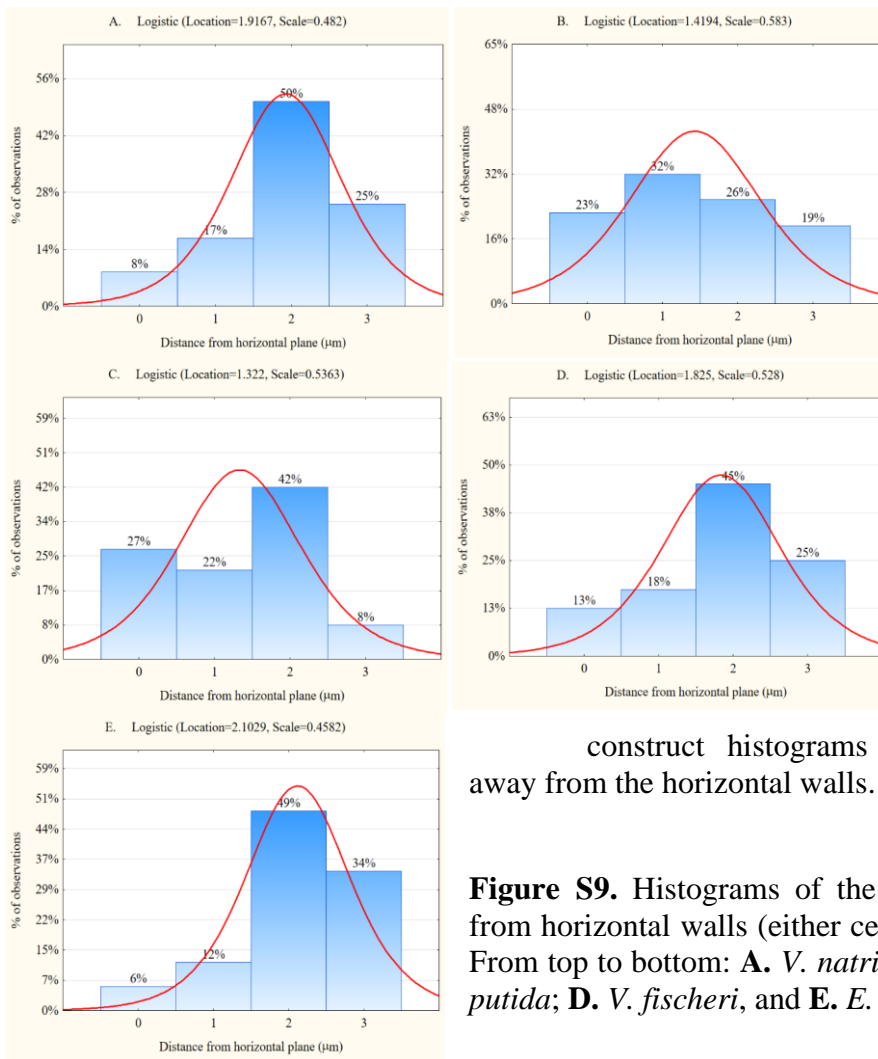 A. Logistic (Location=1.9167, Scale=0.482)
% of observations
56%
42%
28%
14%
0%
8%
17%
50%
25%
0 1 2 3
Distance from horizontal plane (μm)
B. Logistic (Location=1.4194, Scale=0.583)
% of observations
65%
48%
32%
16%
0%
23%
32%
26%
19%
0 1 2 3
Distance from horizontal plane (μm)
C. Logistic (Location=1.322, Scale=0.5363)
% of observations
59%
51%
42%
34%
25%
17%
8%
0%
27%
22%
42%
8%
0 1 2 3
Distance from horizontal plane (μm)
D. Logistic (Location=1.825, Scale=0.528)
% of observations
63%
50%
38%
25%
13%
0%
13%
18%
45%
25%
0 1 2 3
Distance from horizontal plane (μm)
E. Logistic (Location=2.1029, Scale=0.4582)
% of observations
59%
51%
44%
37%
29%
22%
15%
7%
0%
6%
12%
49%
34%
0 1 2 3
Distance from horizontal plane (μm)
construct histograms
away from the horizontal walls.
Figure S9. Histograms of the
from horizontal walls (either ce
From top to bottom: A. V. natri
putida; D. V. fischeri, and E. E.